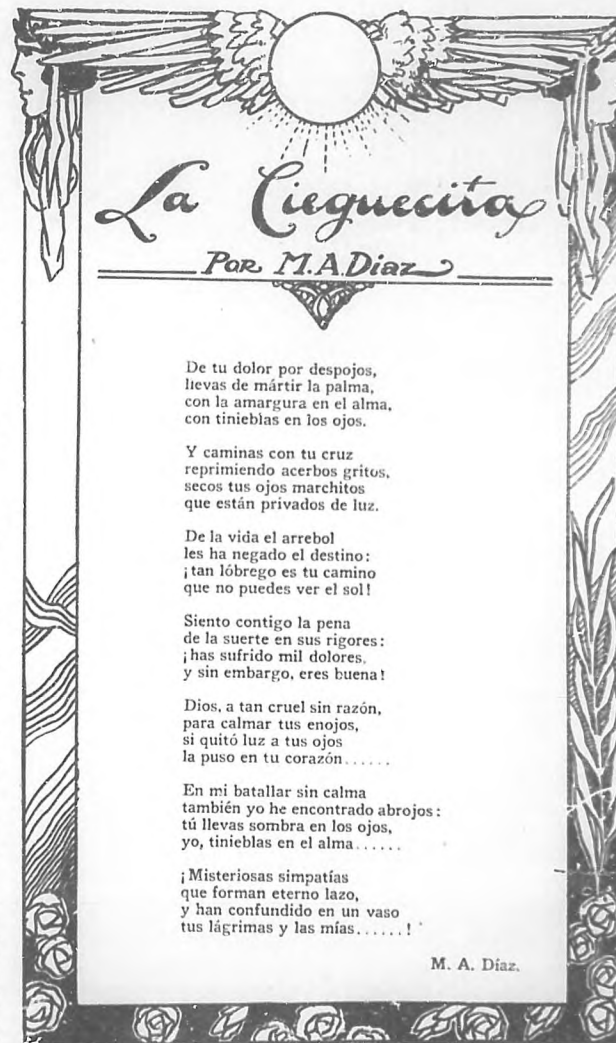 La Cieguecita
Por M. A. Diaz
De tu dolor por despojos,
llevas de mártir la palma,
con la amargura en el alma,
con tinieblas en los ojos.
Y caminas con tu cruz
reprimiendo acerbos gritos,
secos tus ojos marchitos
que están privados de luz.
De la vida el arrebol
les ha negado el destino:
¡tan lóbrego es tu camino
que no puedes ver el sol!
Siento contigo la pena
de la suerte en sus rigores:
¡has sufrido mil dolores,
y sin embargo, eres buena!
Dios, a tan cruel sin razón,
para calmar tus enojos,
si quitó luz a tus ojos
la puso en tu corazón......
En mi batallar sin calma
también yo he encontrado abrojos:
tú llevas sombra en los ojos,
yo, tinieblas en el alma......
¡Misteriosas simpatías
que forman eterno lazo,
y han confundido en un vaso
tus lágrimas y las mías......!
M. A. Díaz.